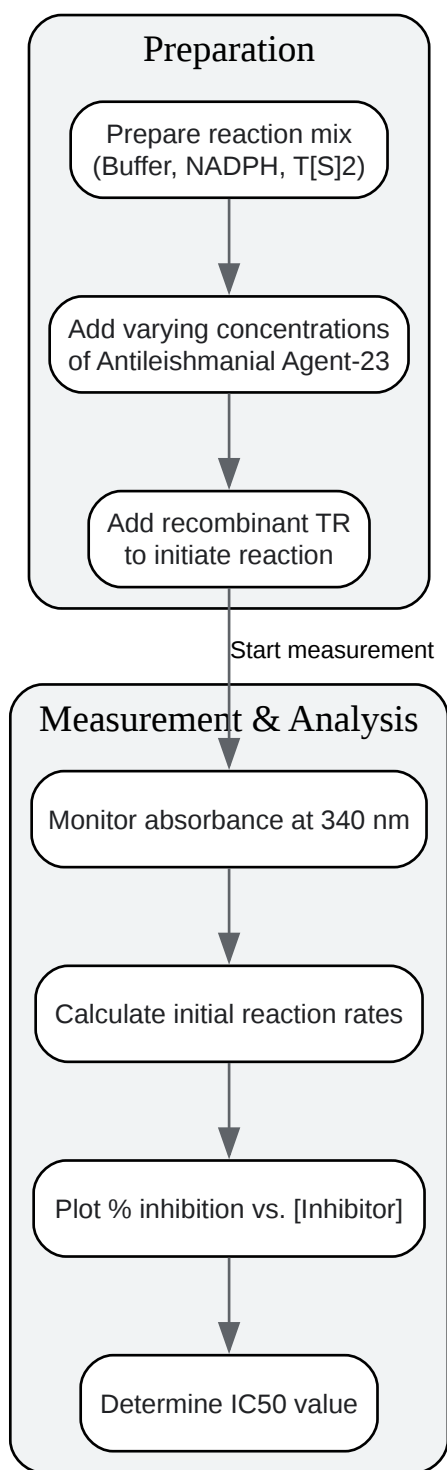 Preparation
Prepare reaction mix
(Buffer, NADPH, T[S]2)
Add varying concentrations
of Antileishmanial Agent-23
Add recombinant TR
to initiate reaction
Start measurement
Measurement & Analysis
Monitor absorbance at 340 nm
Calculate initial reaction rates
Plot % inhibition vs. [Inhibitor]
Determine IC50 value